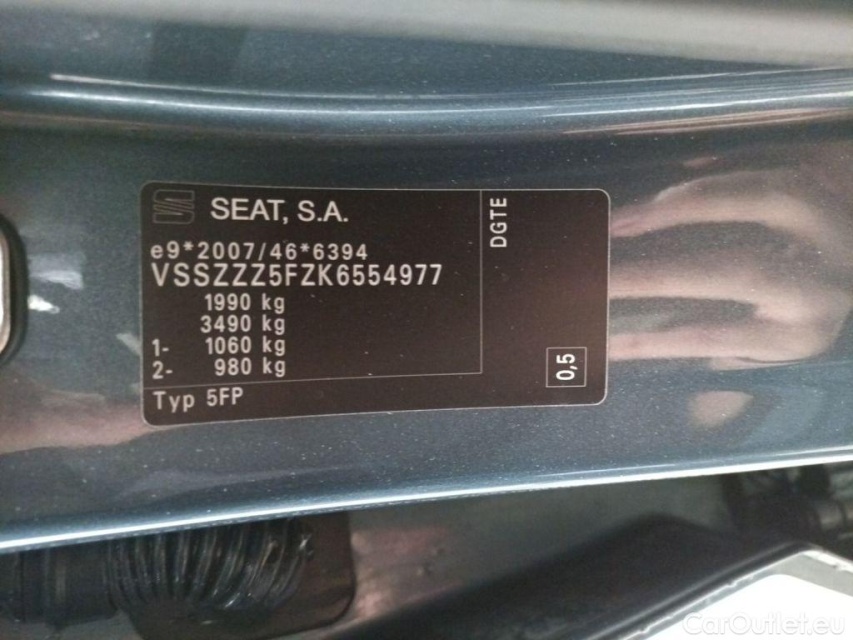 SEAT, S.A.
e9*2007/46*6394
VSSZZZ5FZK6554977
1990 kg
3490 kg
1- 1060 kg
2- 980 kg
Typ 5FP
DGTE
0,5
CarOutlet.eu